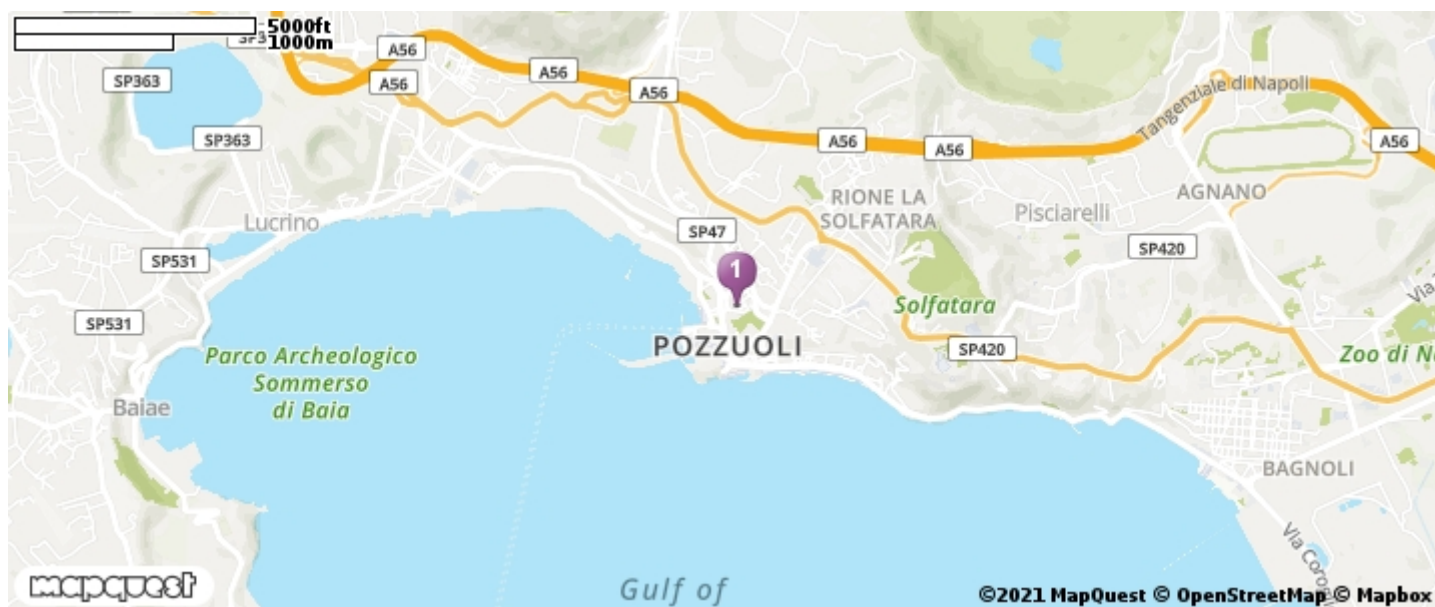 5000ft
1000m
A56
A56
A56
A56
A56
A56
A56
SP363
SP363
Tangenziale di Napoli
AGNANO
RIONE LA
SOLFATARA
Pisciarelli
Lucrino
SP47
SP420
SP531
1
Solfatara
SP531
POZZUOLI
SP420
Parco Archeologico
Sommerso
di Baia
Zoo di N
Baiae
BAGNOLI
Via Coro
Gulf of
mapquest
©2021 MapQuest © OpenStreetMap © Mapbox